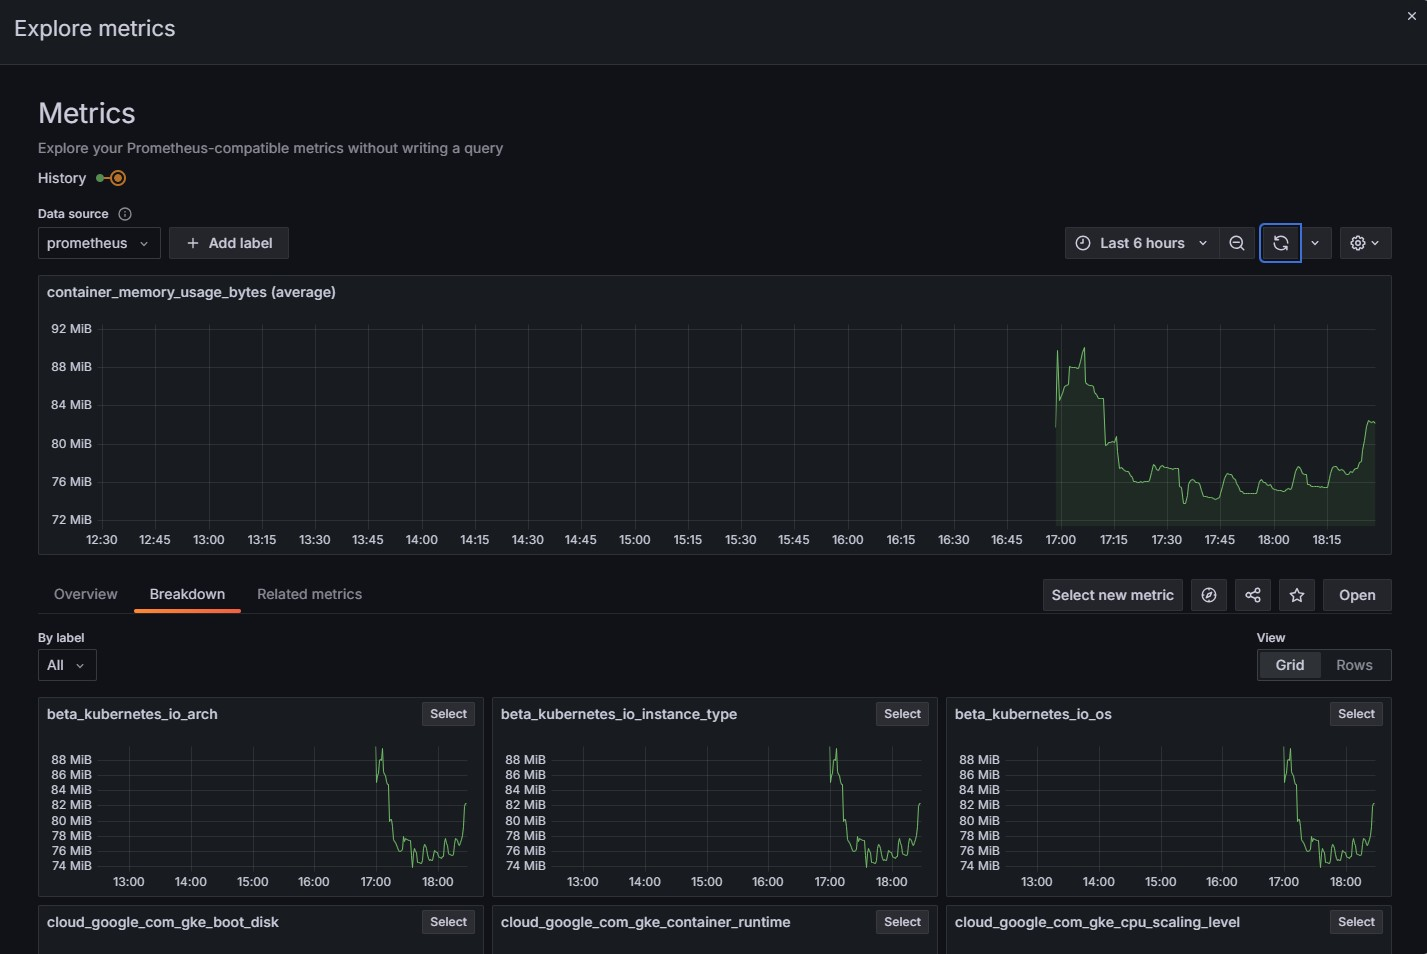 Explore metrics
Metrics
Explore your Prometheus-compatible metrics without writing a query
History
Data source
prometheus
Add label
Last 6 hours
container_memory_usage_bytes (average)
92 MiB
88 MiB
84 MiB
80 MiB
76 MiB
72 MiB
12:30 12:45 13:00 13:15 13:30 13:45 14:00 14:15 14:30 14:45 15:00 15:15 15:30 15:45 16:00 16:15 16:30 16:45 17:00 17:15 17:30 17:45 18:00 18:15
Overview Breakdown Related metrics
Select new metric
Open
By label
All
View
Grid Rows
beta_kubernetes_io_arch
Select
88 MiB
86 MiB
84 MiB
82 MiB
80 MiB
78 MiB
76 MiB
74 MiB
13:00 14:00 15:00 16:00 17:00 18:00
beta_kubernetes_io_instance_type
Select
88 MiB
86 MiB
84 MiB
82 MiB
80 MiB
78 MiB
76 MiB
74 MiB
13:00 14:00 15:00 16:00 17:00 18:00
beta_kubernetes_io_os
Select
88 MiB
86 MiB
84 MiB
82 MiB
80 MiB
78 MiB
76 MiB
74 MiB
13:00 14:00 15:00 16:00 17:00 18:00
cloud_google_com_gke_boot_disk
Select
cloud_google_com_gke_container_runtime
Select
cloud_google_com_gke_cpu_scaling_level
Select